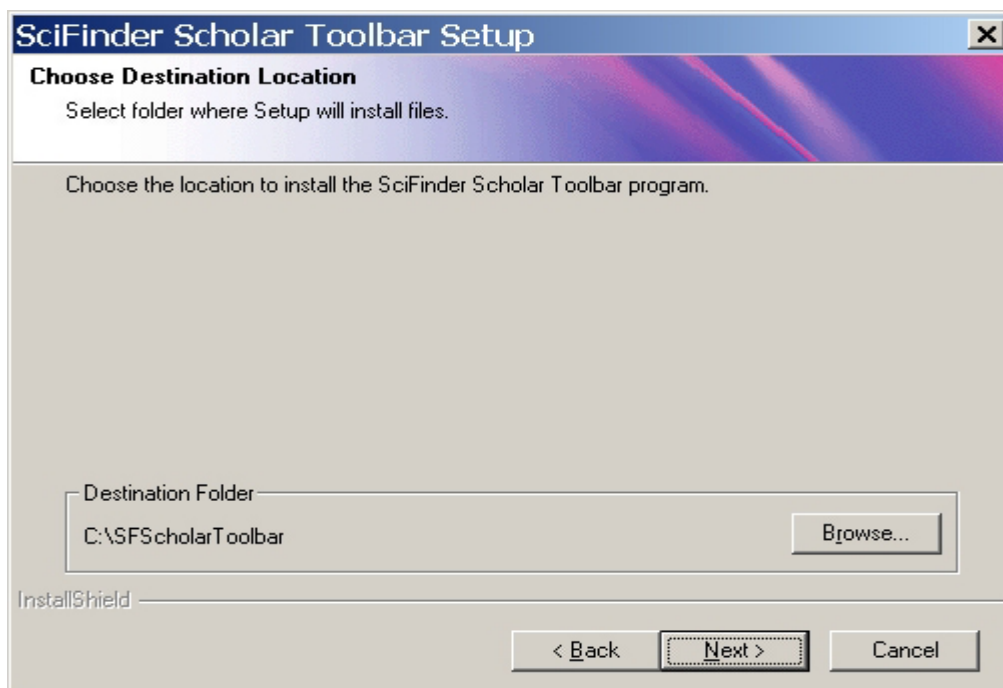 SciFinder Scholar Toolbar Setup
Choose Destination Location
Select folder where Setup will install files.
Choose the location to install the SciFinder Scholar Toolbar program.
Destination Folder
C:\SFScholarToolbar
Browse...
InstallShield
< Back
Next >
Cancel